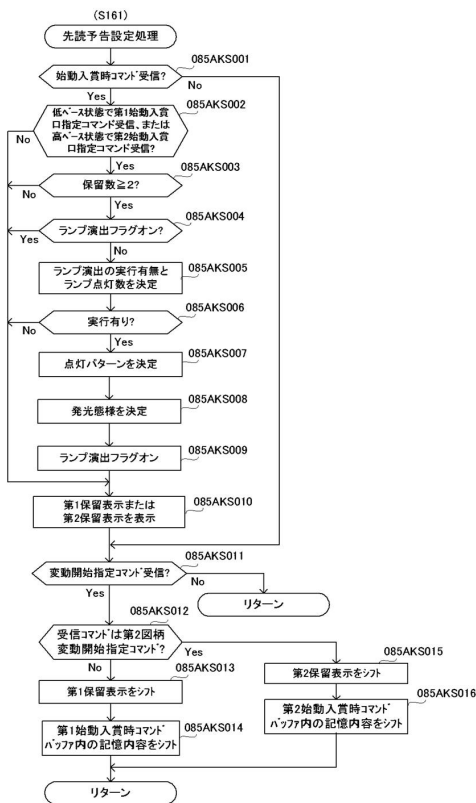 (S161)
先読予告設定処理
085AKS001
始動入賞時コマンド受信?
No
Yes
085AKS002
低ベース状態で第1始動入賞
口指定コマンド受信、または
高ベース状態で第2始動入賞
口指定コマンド受信?
No
Yes
085AKS003
保留数≧2?
No
Yes
085AKS004
ランプ演出フラグオン?
Yes
No
085AKS005
ランプ演出の実行有無と
ランプ点灯数を決定
085AKS006
実行有り?
No
Yes
085AKS007
点灯パターンを決定
085AKS008
発光態様を決定
085AKS009
ランプ演出フラグオン
085AKS010
第1保留表示または
第2保留表示を表示
085AKS011
変動開始指定コマンド受信?
No
Yes
リターン
085AKS012
受信コマンドは第2図柄
変動開始指定コマンド?
Yes
No
085AKS013
第1保留表示をシフト
085AKS015
第2保留表示をシフト
085AKS014
第1始動入賞時コマンド
バッファ内の記憶内容をシフト
085AKS016
第2始動入賞時コマンド
バッファ内の記憶内容をシフト
リターン